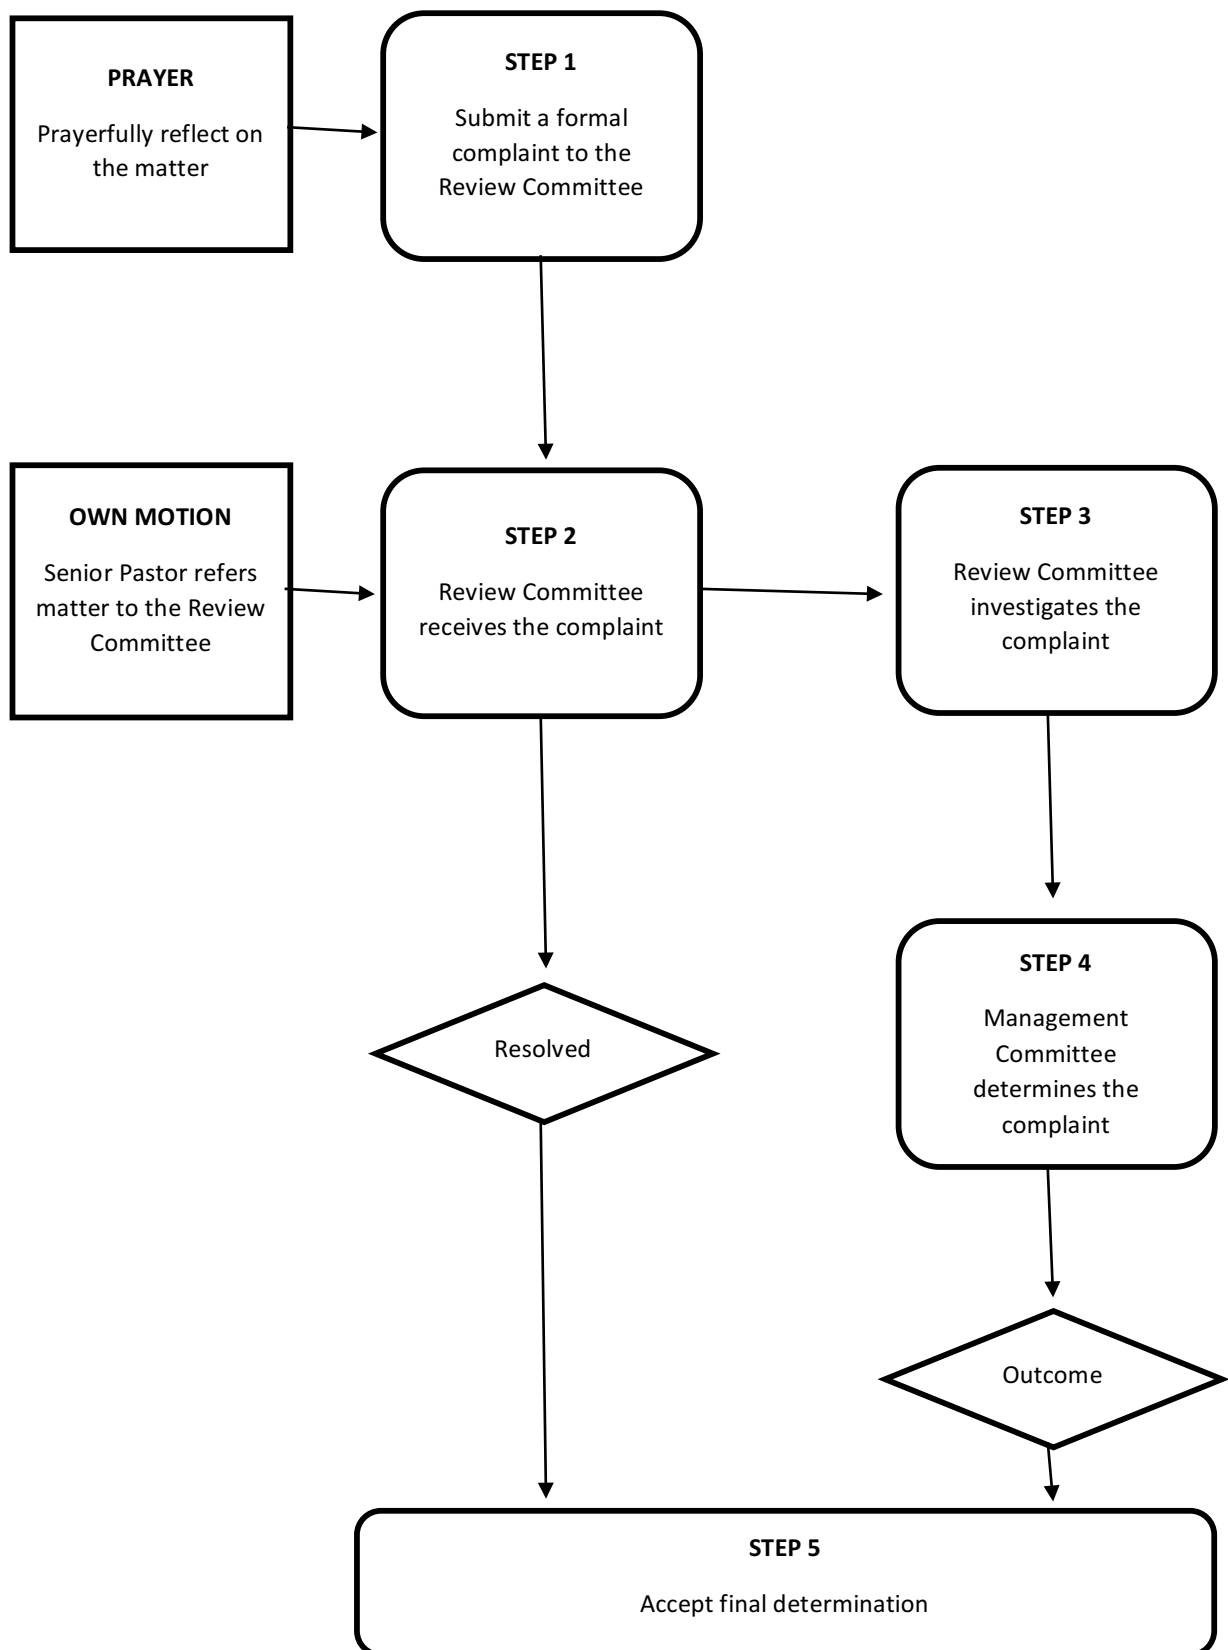 PRAYER
Prayerfully reflect on
the matter
STEP 1
Submit a formal
complaint to the
Review Committee
OWN MOTION
Senior Pastor refers
matter to the Review
Committee
STEP 2
Review Committee
receives the complaint
STEP 3
Review Committee
investigates the
complaint
Resolved
STEP 4
Management
Committee
determines the
complaint
Outcome
STEP 5
Accept final determination